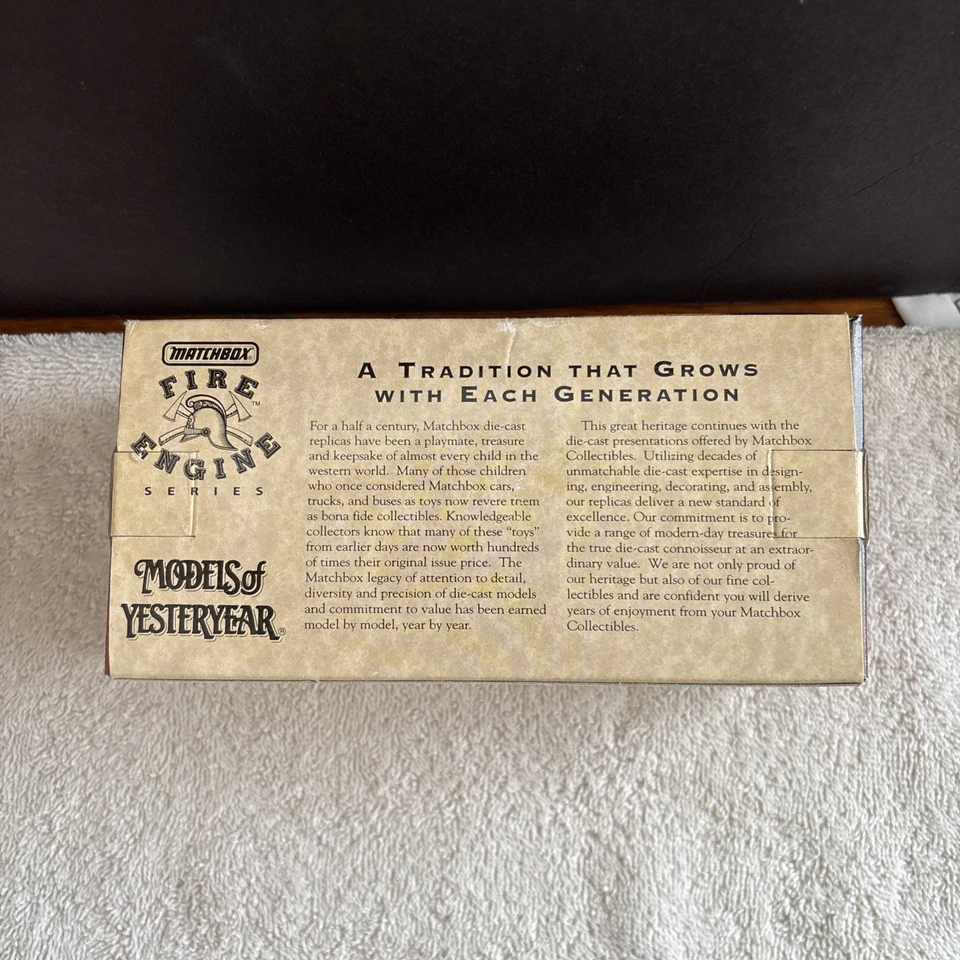 MATCHBOX®
FIRE
ENGINE™
SERIES
MODELS of
YESTERYEAR®
A TRADITION THAT GROWS
WITH EACH GENERATION
For a half a century, Matchbox die-cast
replicas have been a playmate, treasure
and keepsake of almost every child in the
western world. Many of those children
who once considered Matchbox cars,
trucks, and buses as toys now revere them
as bona fide collectibles. Knowledgeable
collectors know that many of these “toys”
from earlier days are now worth hundreds
of times their original issue price. The
Matchbox legacy of attention to detail,
diversity and precision of die-cast models
and commitment to value has been earned
model by model, year by year.
This great heritage continues with the
die-cast presentations offered by Matchbox
Collectibles. Utilizing decades of
unmatchable die-cast expertise in design-
ing, engineering, decorating, and assembly,
our replicas deliver a new standard of
excellence. Our commitment is to pro-
vide a range of modern-day treasures for
the true die-cast connoisseur at an extraor-
dinary value. We are not only proud of
our heritage but also of our fine col-
lectibles and are confident you will derive
years of enjoyment from your Matchbox
Collectibles.